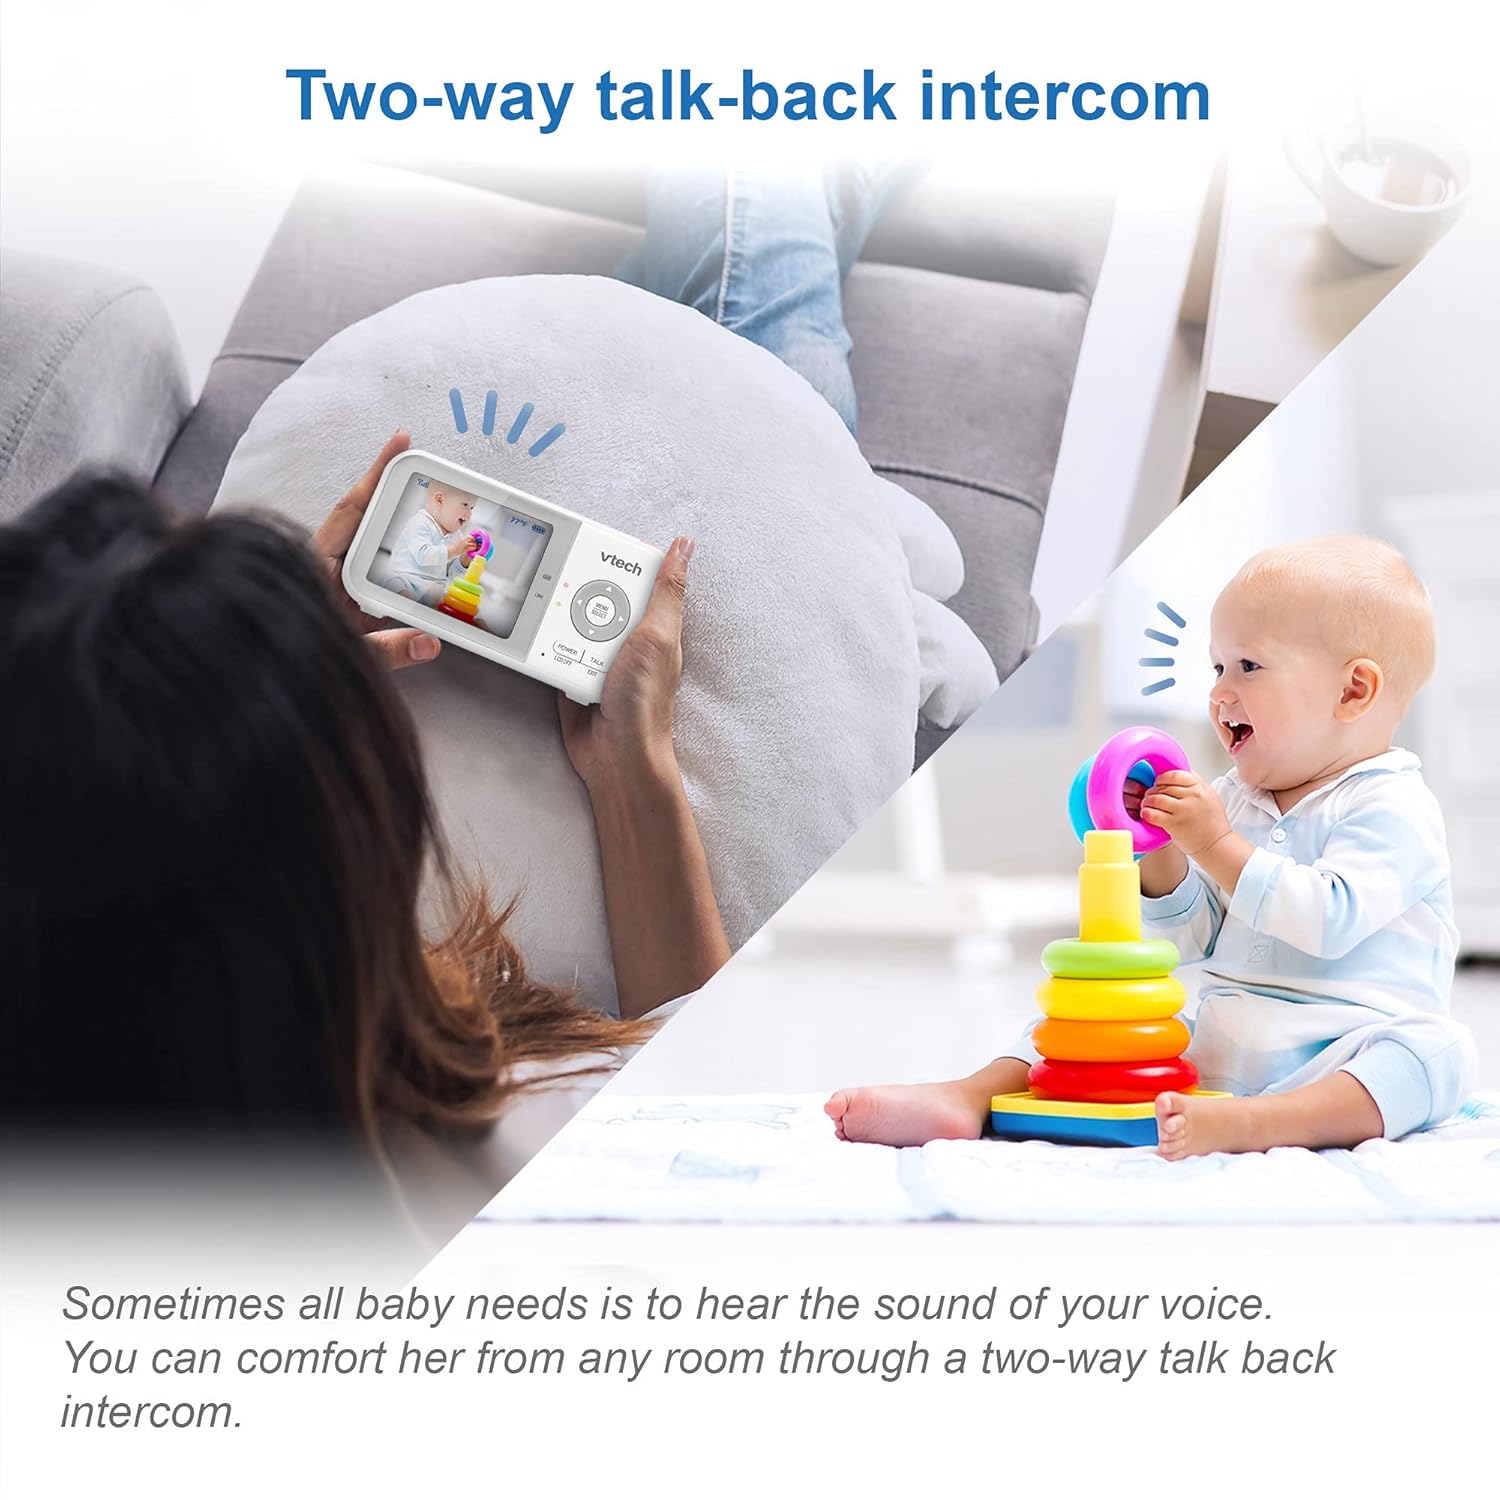 Two-way talk-back intercom
77°F
vtech
LINK
MENU
SELECT
POWER
TALK
LCD OFF
EXIT
Sometimes all baby needs is to hear the sound of your voice.
You can comfort her from any room through a two-way talk back
intercom.